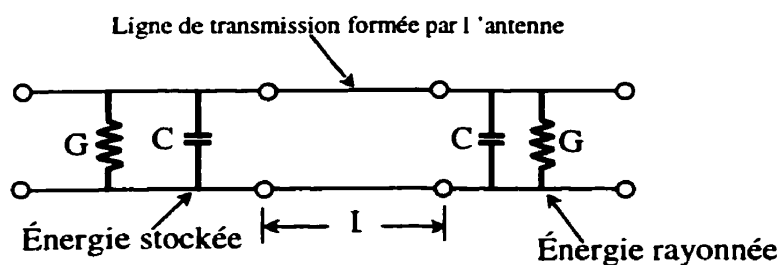 Ligne de transmission formée par l 'antenne
G
C
C
G
Énergie stockée
l
Énergie rayonnée